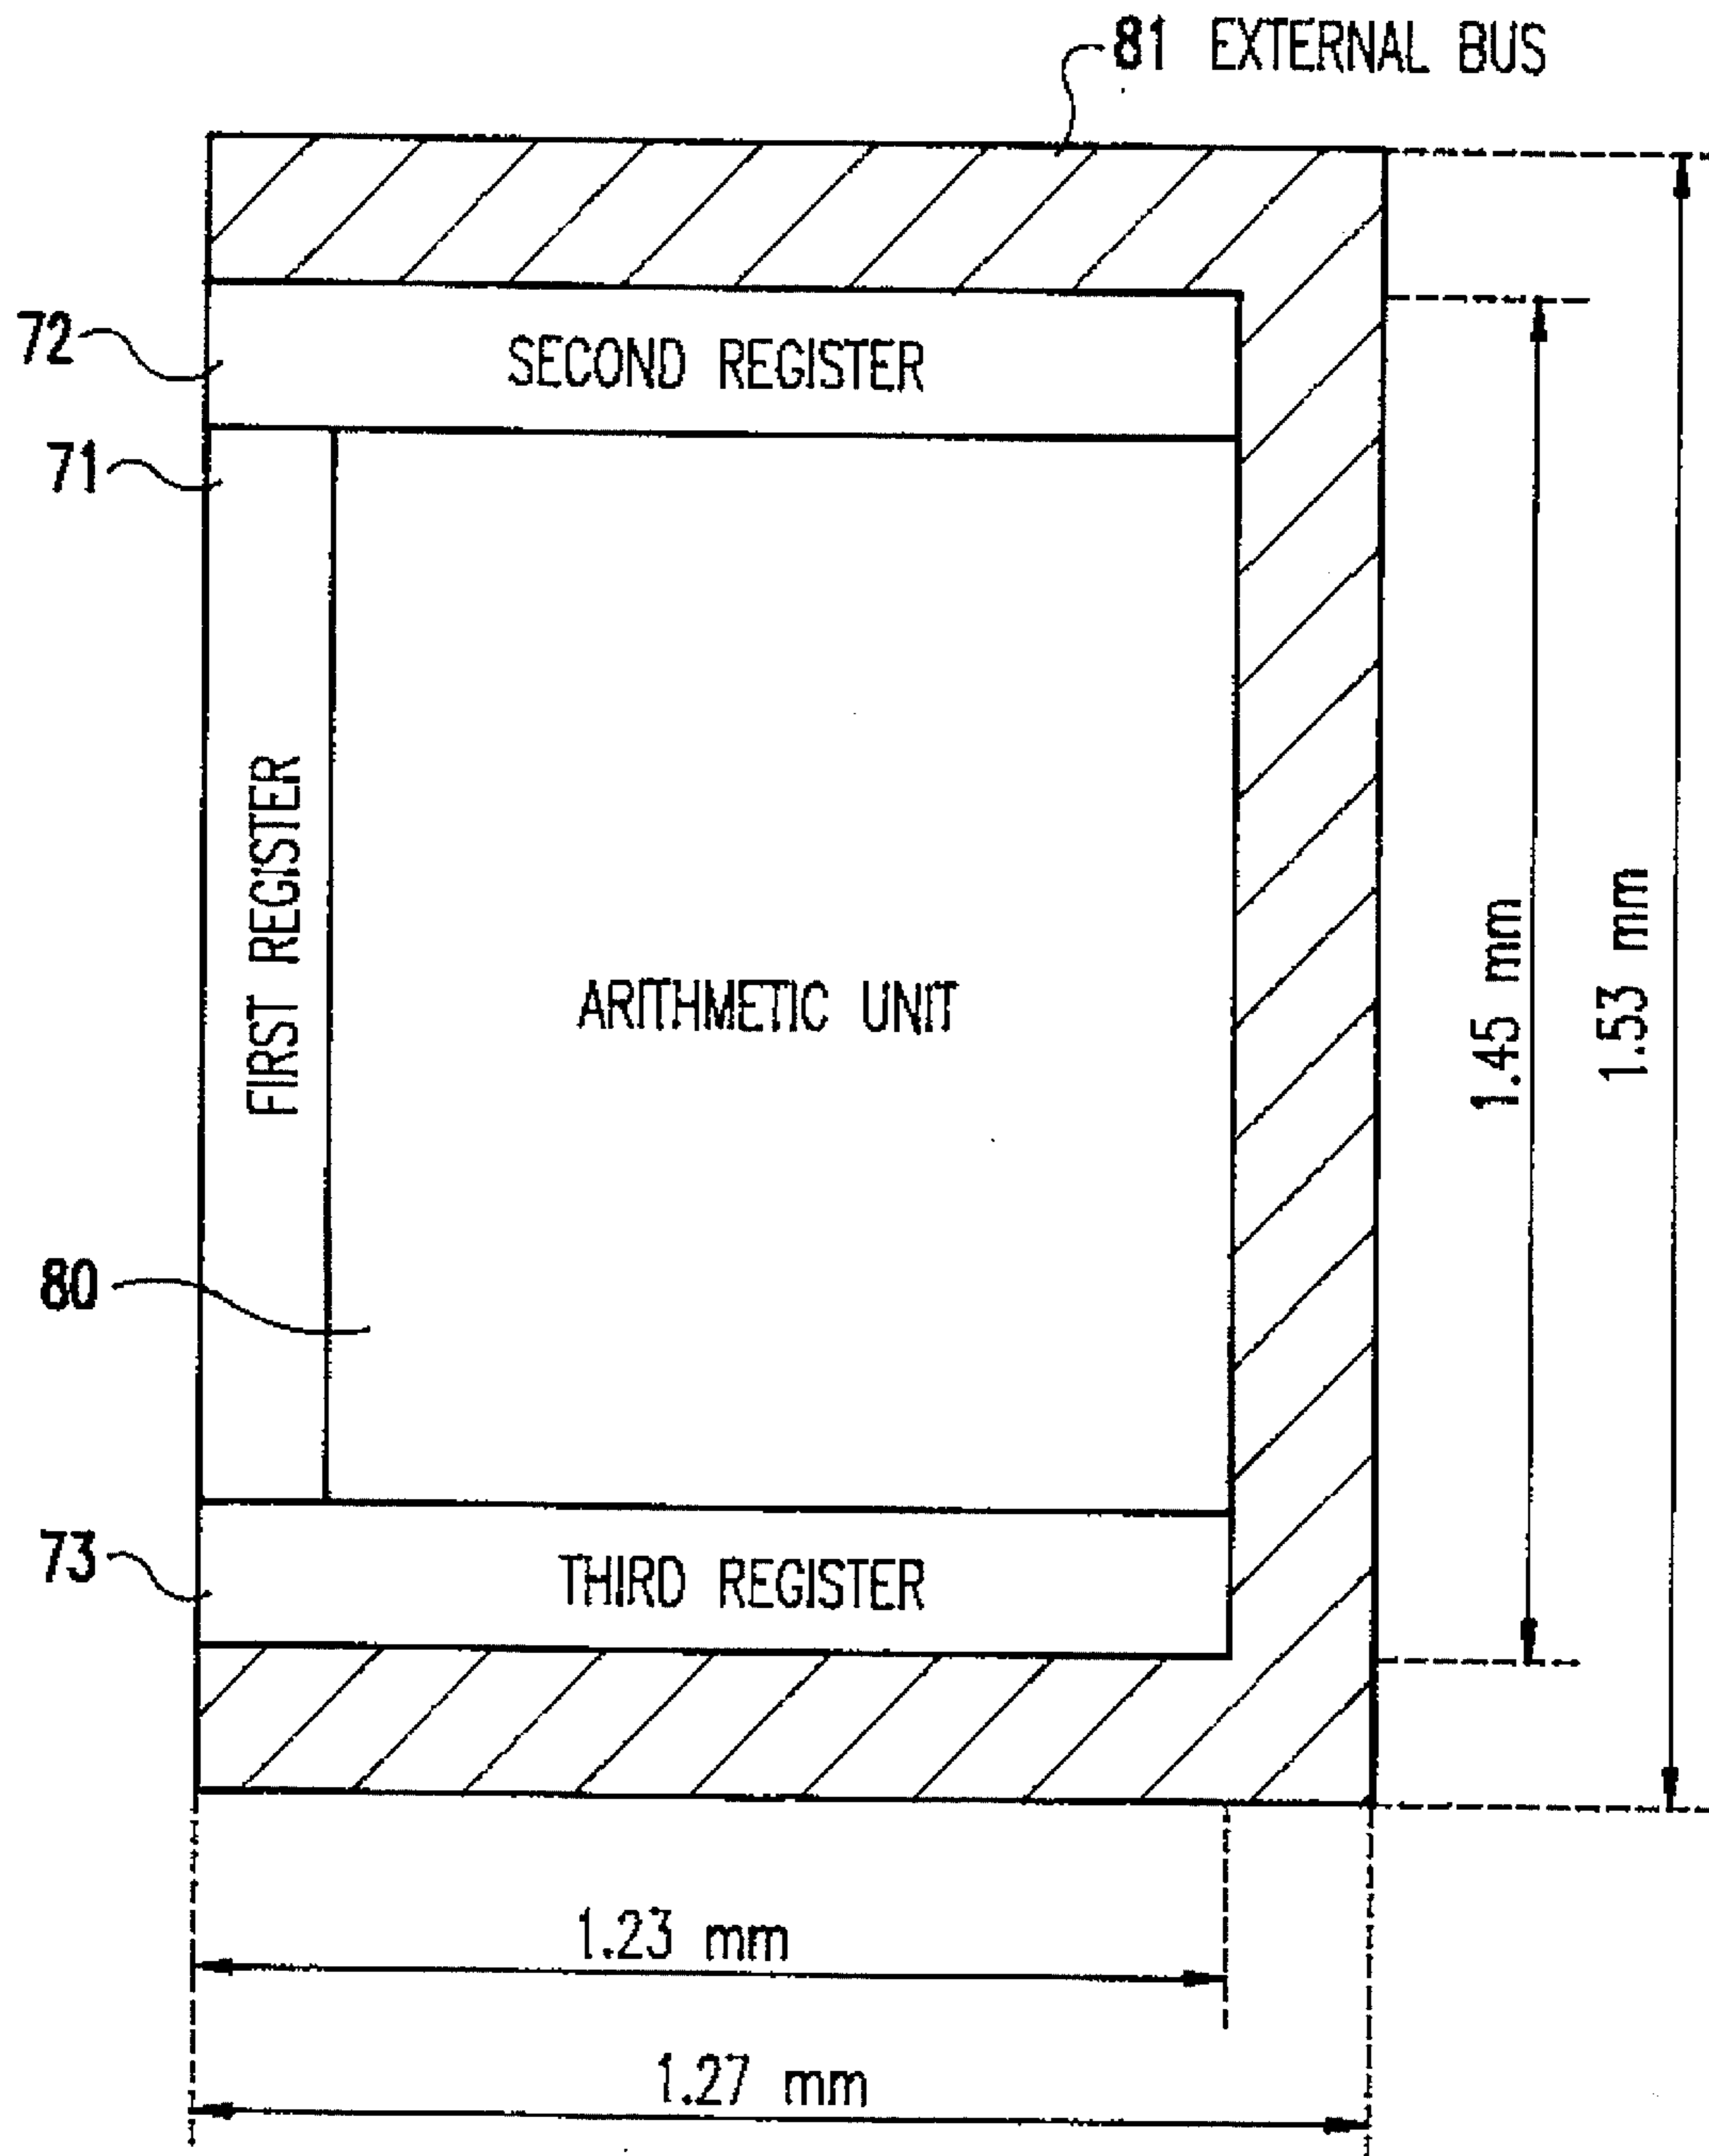 81 EXTERNAL BUS
72
SECOND REGISTER
71
FIRST REGISTER
ARITHMETIC UNIT
1.45 mm
1.53 mm
80
73
THIRD REGISTER
1.23 mm
1.27 mm